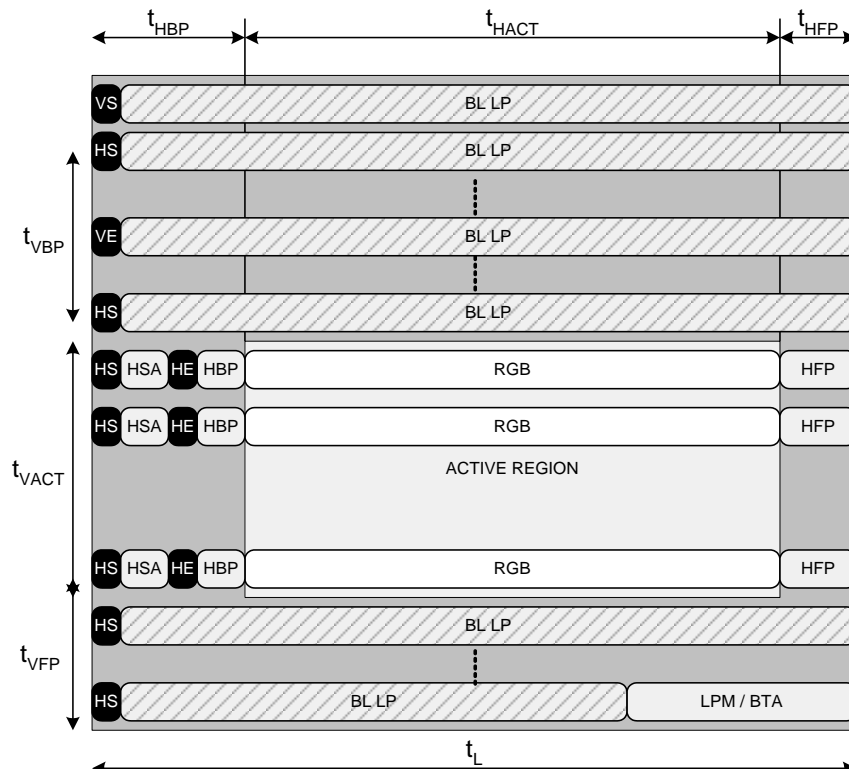 tHBP tHACT tHFP
VS BL LP
HS BL LP
tVBP
VE BL LP
HS BL LP
HS HSA HE HBP RGB HFP
HS HSA HE HBP RGB HFP
tVACT ACTIVE REGION
HS HSA HE HBP RGB HFP
HS BL LP
tVFP
HS BL LP LPM / BTA
tL